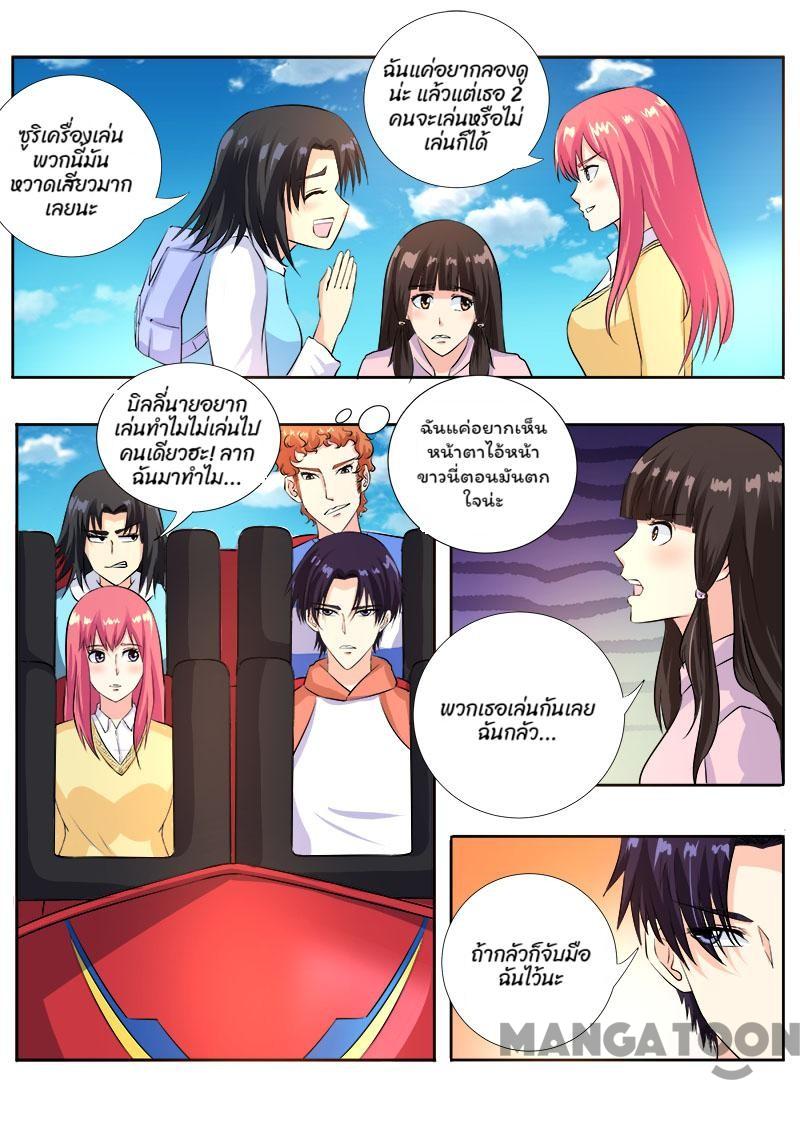 ซูริเครื่องเล่น
พวกนี้มัน
หวาดเสียวมาก
เลยนะ
ฉันแค่อยากลองดู
น่ะ แล้วแต่เธอ 2
คนจะเล่นหรือไม่
เล่นก็ได้
บิลลี่นายอยาก
เล่นทำไมไม่เล่นไป
คนเดียวฮะ! ลาก
ฉันมาทำไม...
ฉันแค่อยากเห็น
หน้าตาไอ้หน้า
ขาวนี่ตอนมันตก
ใจน่ะ
พวกเธอเล่นกันเลย
ฉันกลัว...
ถ้ากลัวก็จับมือ
ฉันไว้นะ
MANGATOON